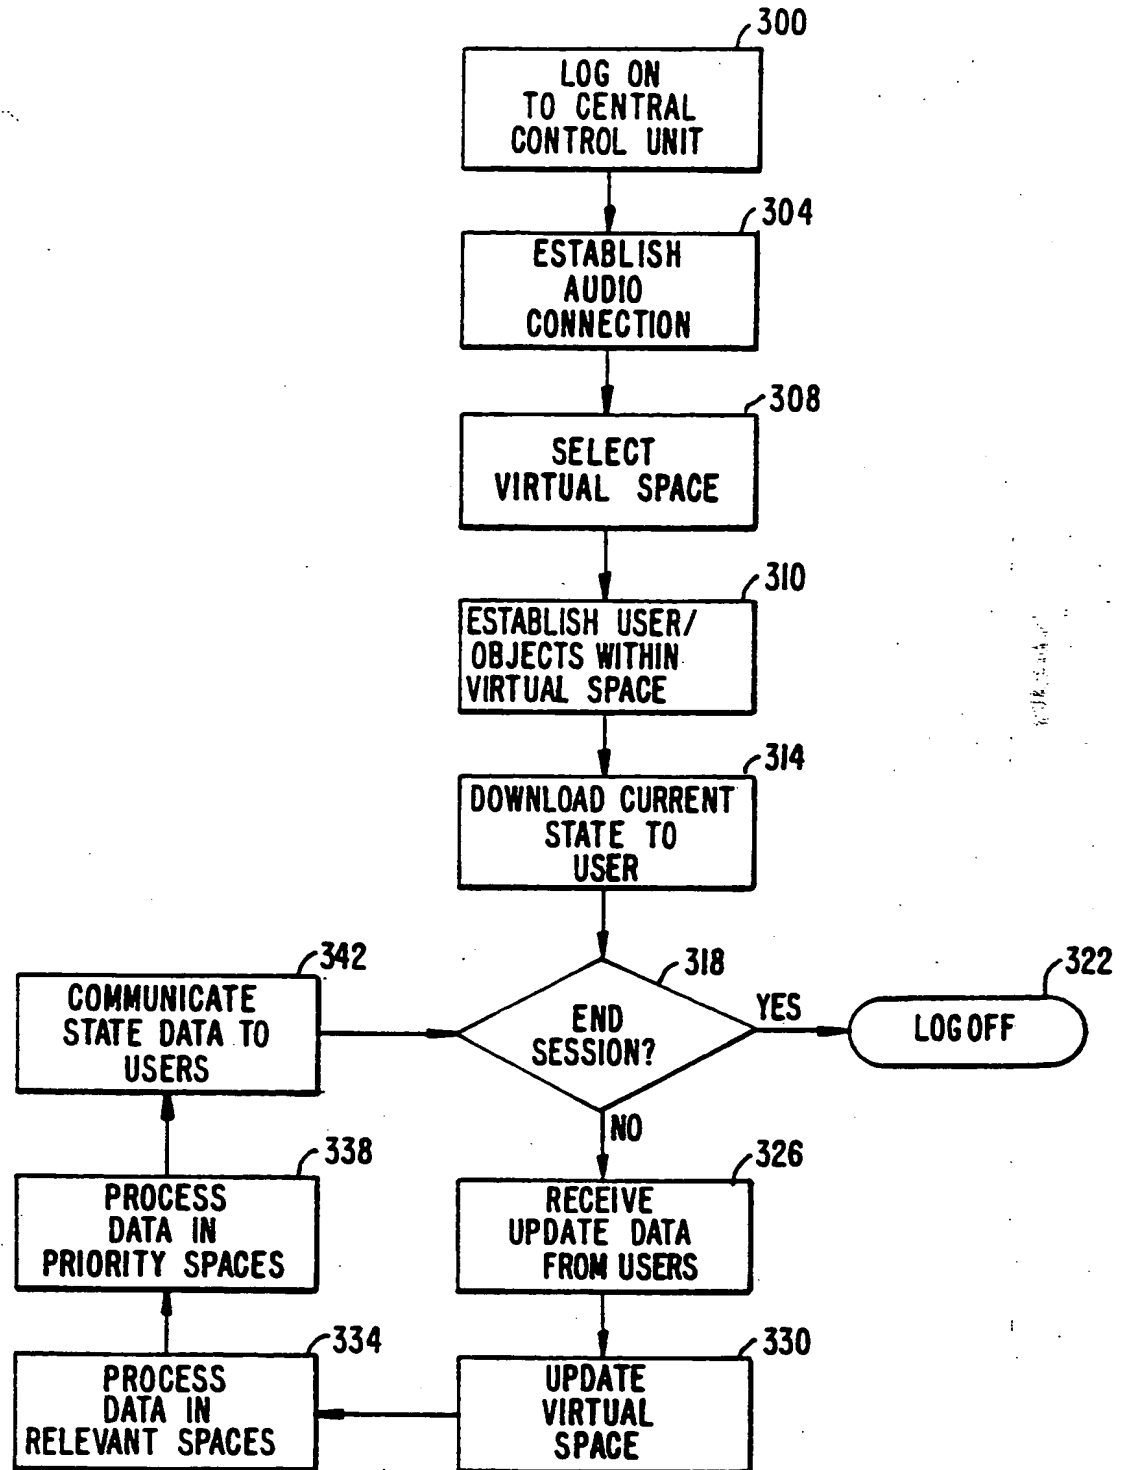 300
LOG ON
TO CENTRAL
CONTROL UNIT
304
ESTABLISH
AUDIO
CONNECTION
308
SELECT
VIRTUAL SPACE
310
ESTABLISH USER/
OBJECTS WITHIN
VIRTUAL SPACE
314
DOWNLOAD CURRENT
STATE TO
USER
318
END
SESSION?
YES
322
LOG OFF
NO
326
RECEIVE
UPDATE DATA
FROM USERS
330
UPDATE
VIRTUAL
SPACE
334
PROCESS
DATA IN
RELEVANT SPACES
338
PROCESS
DATA IN
PRIORITY SPACES
342
COMMUNICATE
STATE DATA TO
USERS